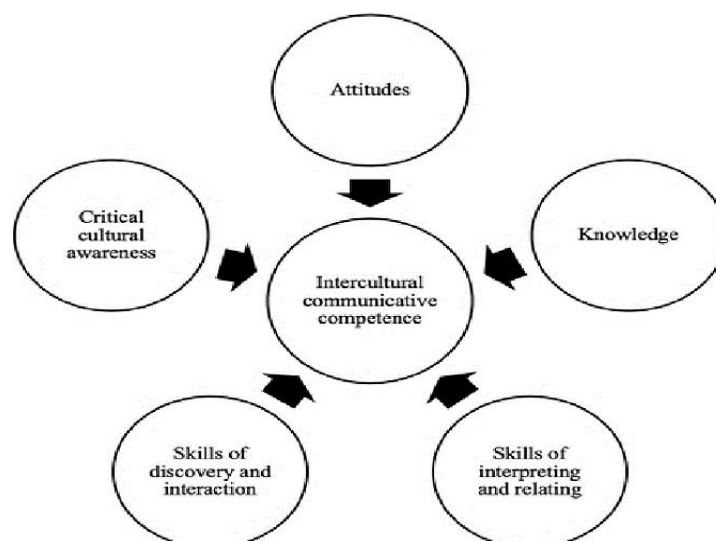 Attitudes
Critical
cultural
awareness
Knowledge
Intercultural
communicative
competence
Skills of
discovery and
interaction
Skills of
interpreting
and relating